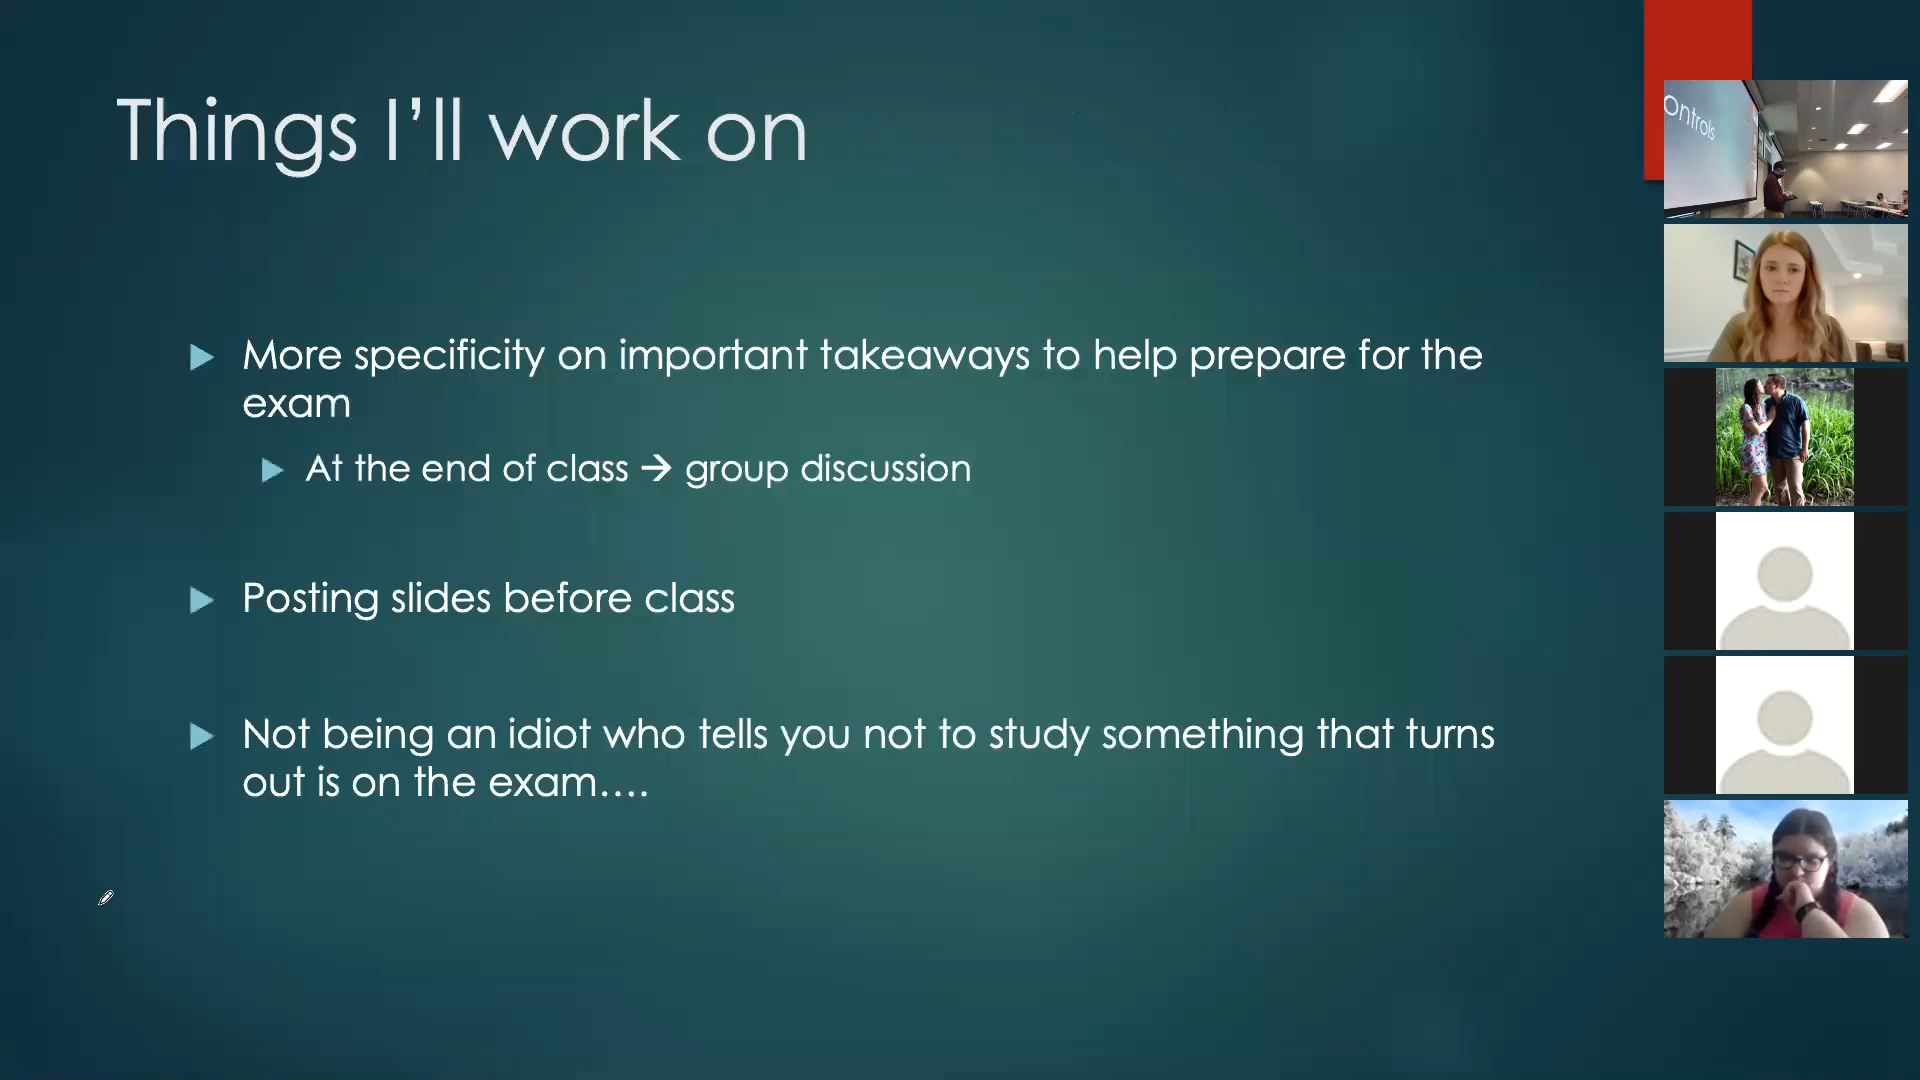 Things I’ll work on
More specificity on important takeaways to help prepare for the
exam
At the end of class → group discussion
Posting slides before class
Not being an idiot who tells you not to study something that turns
out is on the exam....
ontrols